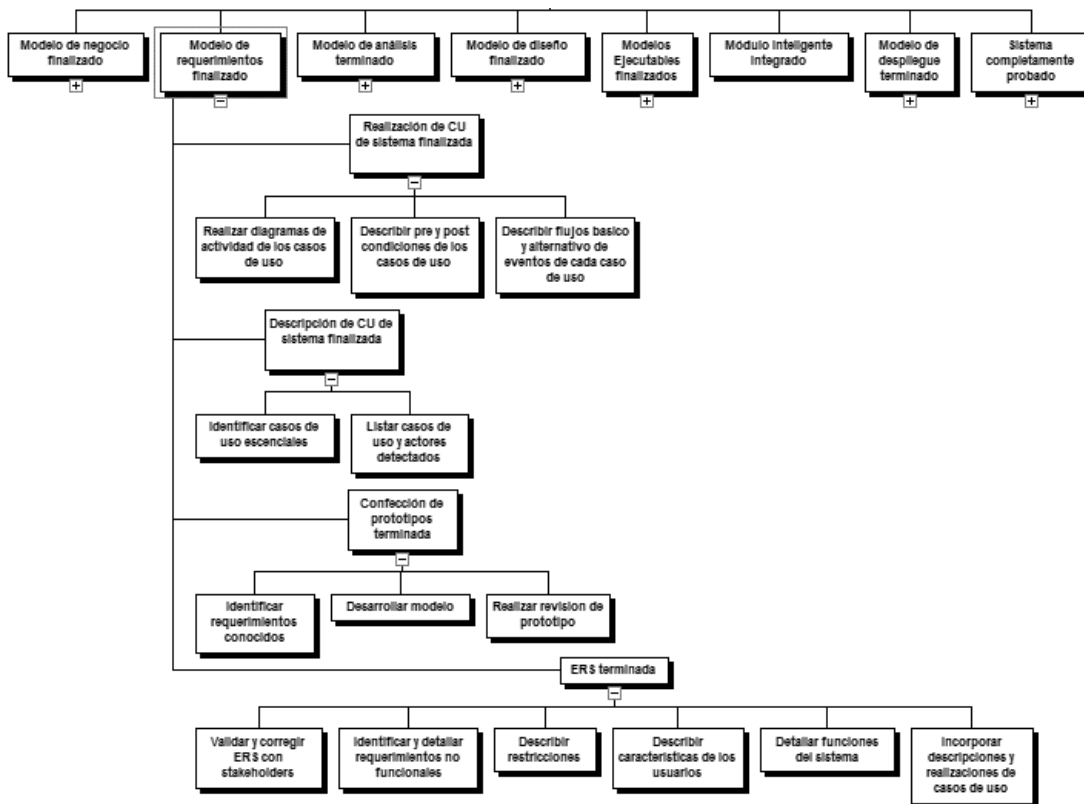 Modelo de negocio
finalizado
Modelo de
requerimientos
finalizado
Modelo de análisis
terminado
Modelo de diseño
finalizado
Modelos
Ejecutables
finalizados
Módulo Inteligente
Integrado
Modelo de
despliegue
terminado
Sistema
completamente
probado
Realización de CU
de sistema finalizada
Realizar diagramas de
actividad de los casos
de uso
Describir pre y post
condiciones de los
casos de uso
Describir flujos basico
y alternativo de
eventos de cada caso
de uso
Descripción de CU de
sistema finalizada
Identificar casos de
uso escenciales
Listar casos de
uso y actores
detectados
Confección de
prototipos
terminada
Identificar
requerimientos
conocidos
Desarrollar modelo
Realizar revision de
prototipo
ERS terminada
Validar y corregir
ERS con
stakeholders
Identificar y detallar
requerimientos no
funcionales
Describir
restricciones
Describir
características de los
usuarios
Detallar funciones
del sistema
Incorporar
descripciones y
realizaciones de
casos de uso